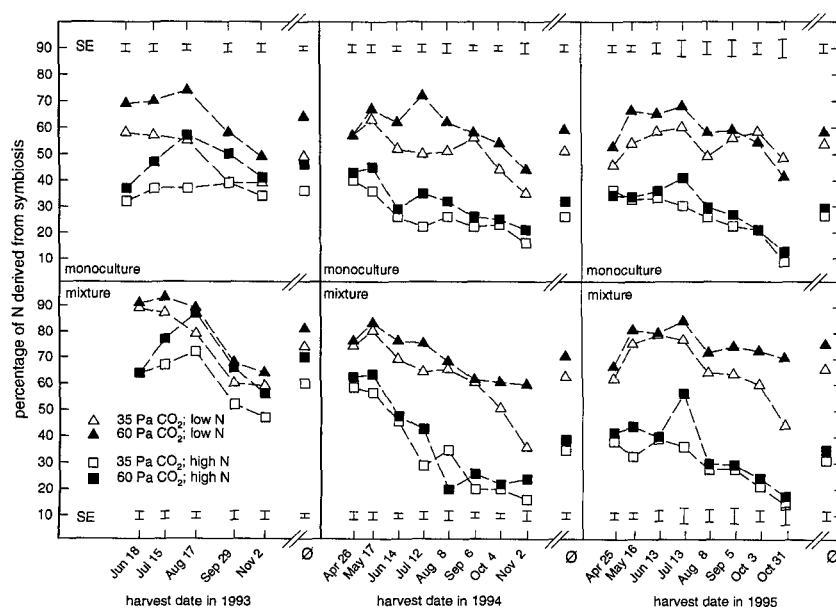 percentage of N derived from symbiosis
90
80
70
60
50
40
30
20
10
SE
monoculture
monoculture
monoculture
mixture
mixture
mixture
90
80
70
60
50
40
30
20
10
△ 35 Pa CO₂; low N
▲ 60 Pa CO₂; low N
□ 35 Pa CO₂; high N
■ 60 Pa CO₂; high N
SE
Jun 18
Jul 15
Aug 17
Sep 29
Nov 2
Ø
Apr 26
May 17
Jun 14
Jul 12
Aug 8
Sep 6
Oct 4
Nov 2
Ø
Apr 25
May 16
Jun 13
Jul 13
Aug 8
Sep 5
Oct 3
Oct 31
Ø
harvest date in 1993
harvest date in 1994
harvest date in 1995